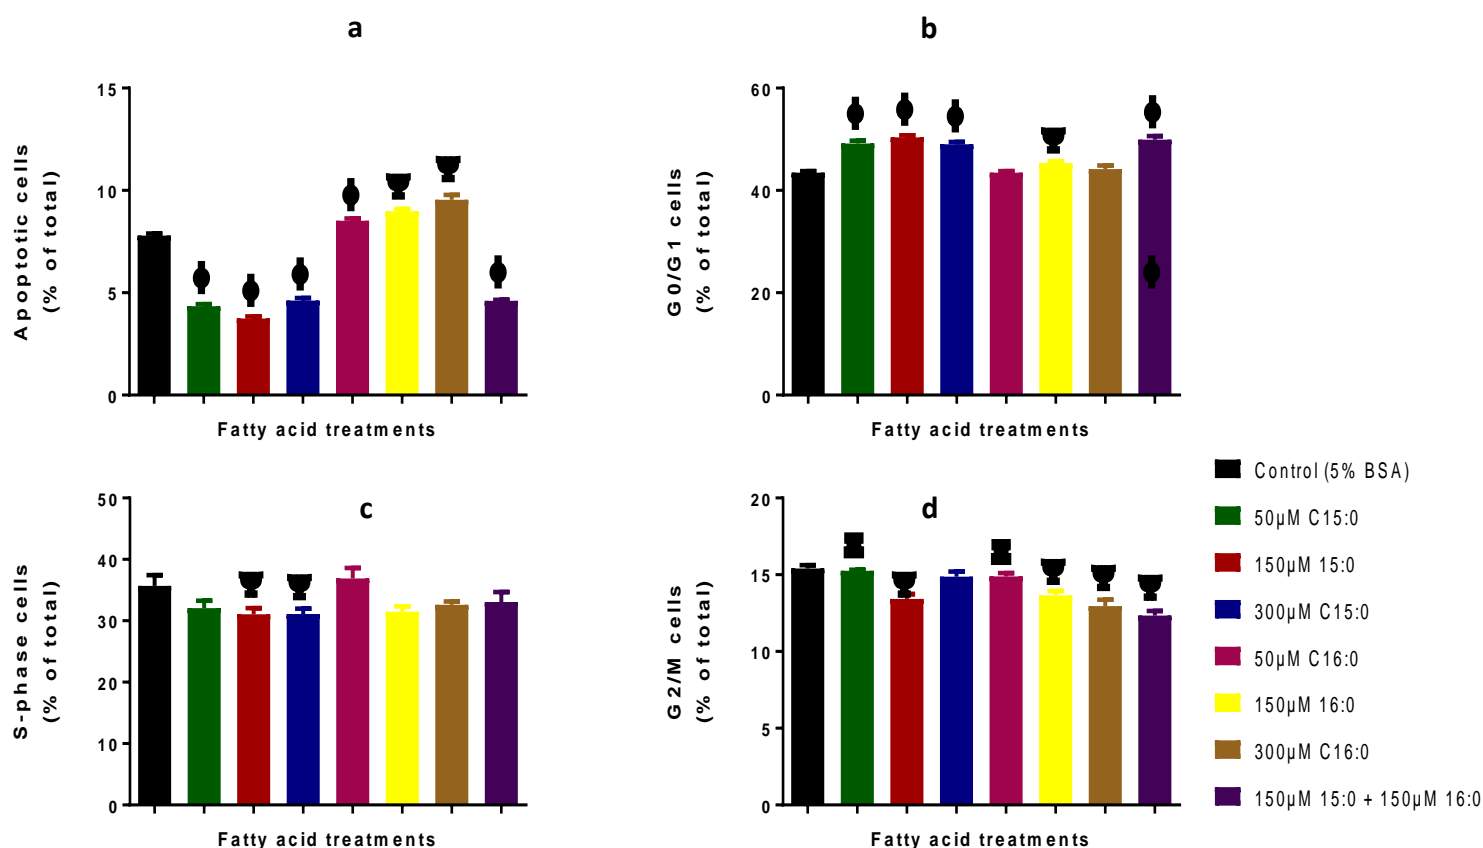 a
15
10
5
0
Apoptotic cells
(% of total)
Fatty acid treatments
b
60
40
20
0
G0/G1 cells
(% of total)
Fatty acid treatments
c
50
40
30
20
10
0
S-phase cells
(% of total)
Fatty acid treatments
d
20
15
10
5
0
G2/M cells
(% of total)
Fatty acid treatments
Control (5% BSA)
50µM C15:0
150µM 15:0
300µM C15:0
50µM C16:0
150µM 16:0
300µM C16:0
150µM 15:0 + 150µM 16:0